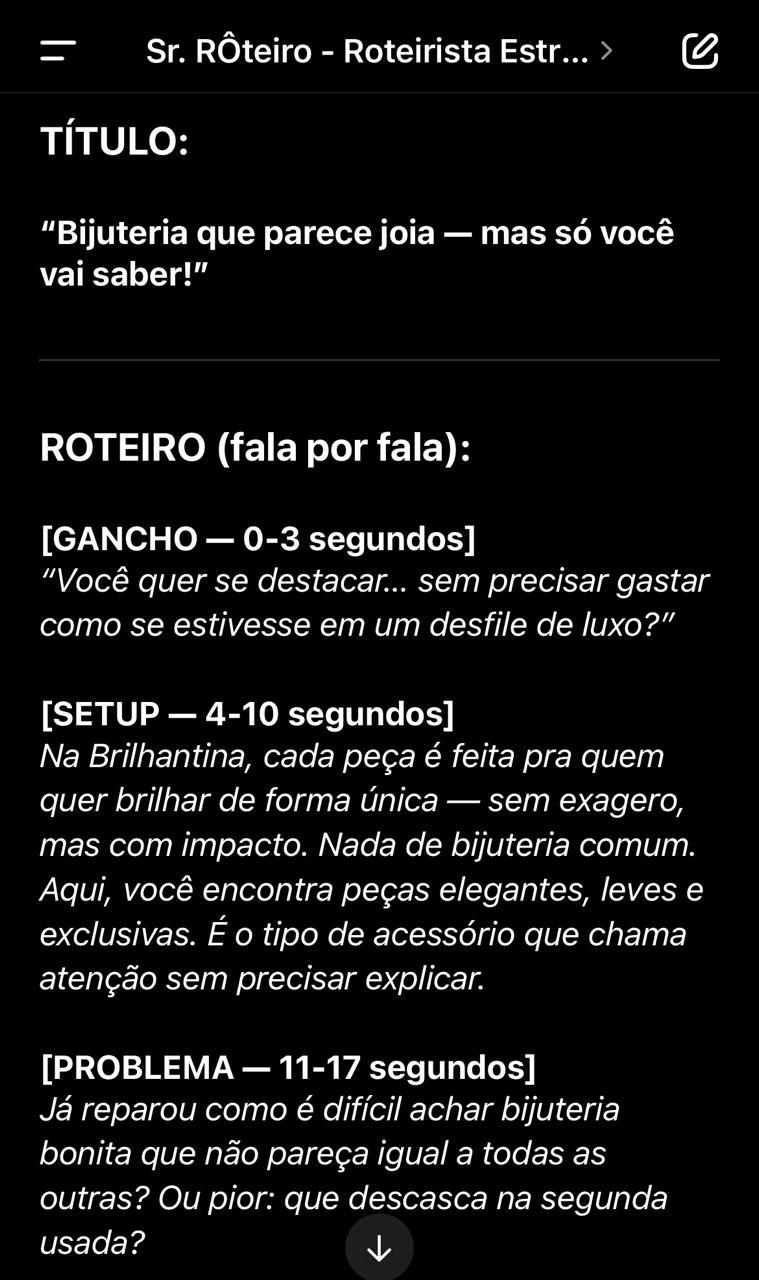 Sr. RÔteiro - Roteirista Estr...
TÍTULO:
“Bijuteria que parece joia — mas só você
vai saber!”
ROTEIRO (fala por fala):
[GANCHO — 0-3 segundos]
“Você quer se destacar... sem precisar gastar
como se estivesse em um desfile de luxo?”
[SETUP — 4-10 segundos]
Na Brilhantina, cada peça é feita pra quem
quer brilhar de forma única — sem exagero,
mas com impacto. Nada de bijuteria comum.
Aqui, você encontra peças elegantes, leves e
exclusivas. É o tipo de acessório que chama
atenção sem precisar explicar.
[PROBLEMA — 11-17 segundos]
Já reparou como é difícil achar bijuteria
bonita que não pareça igual a todas as
outras? Ou pior: que descasca na segunda
usada?